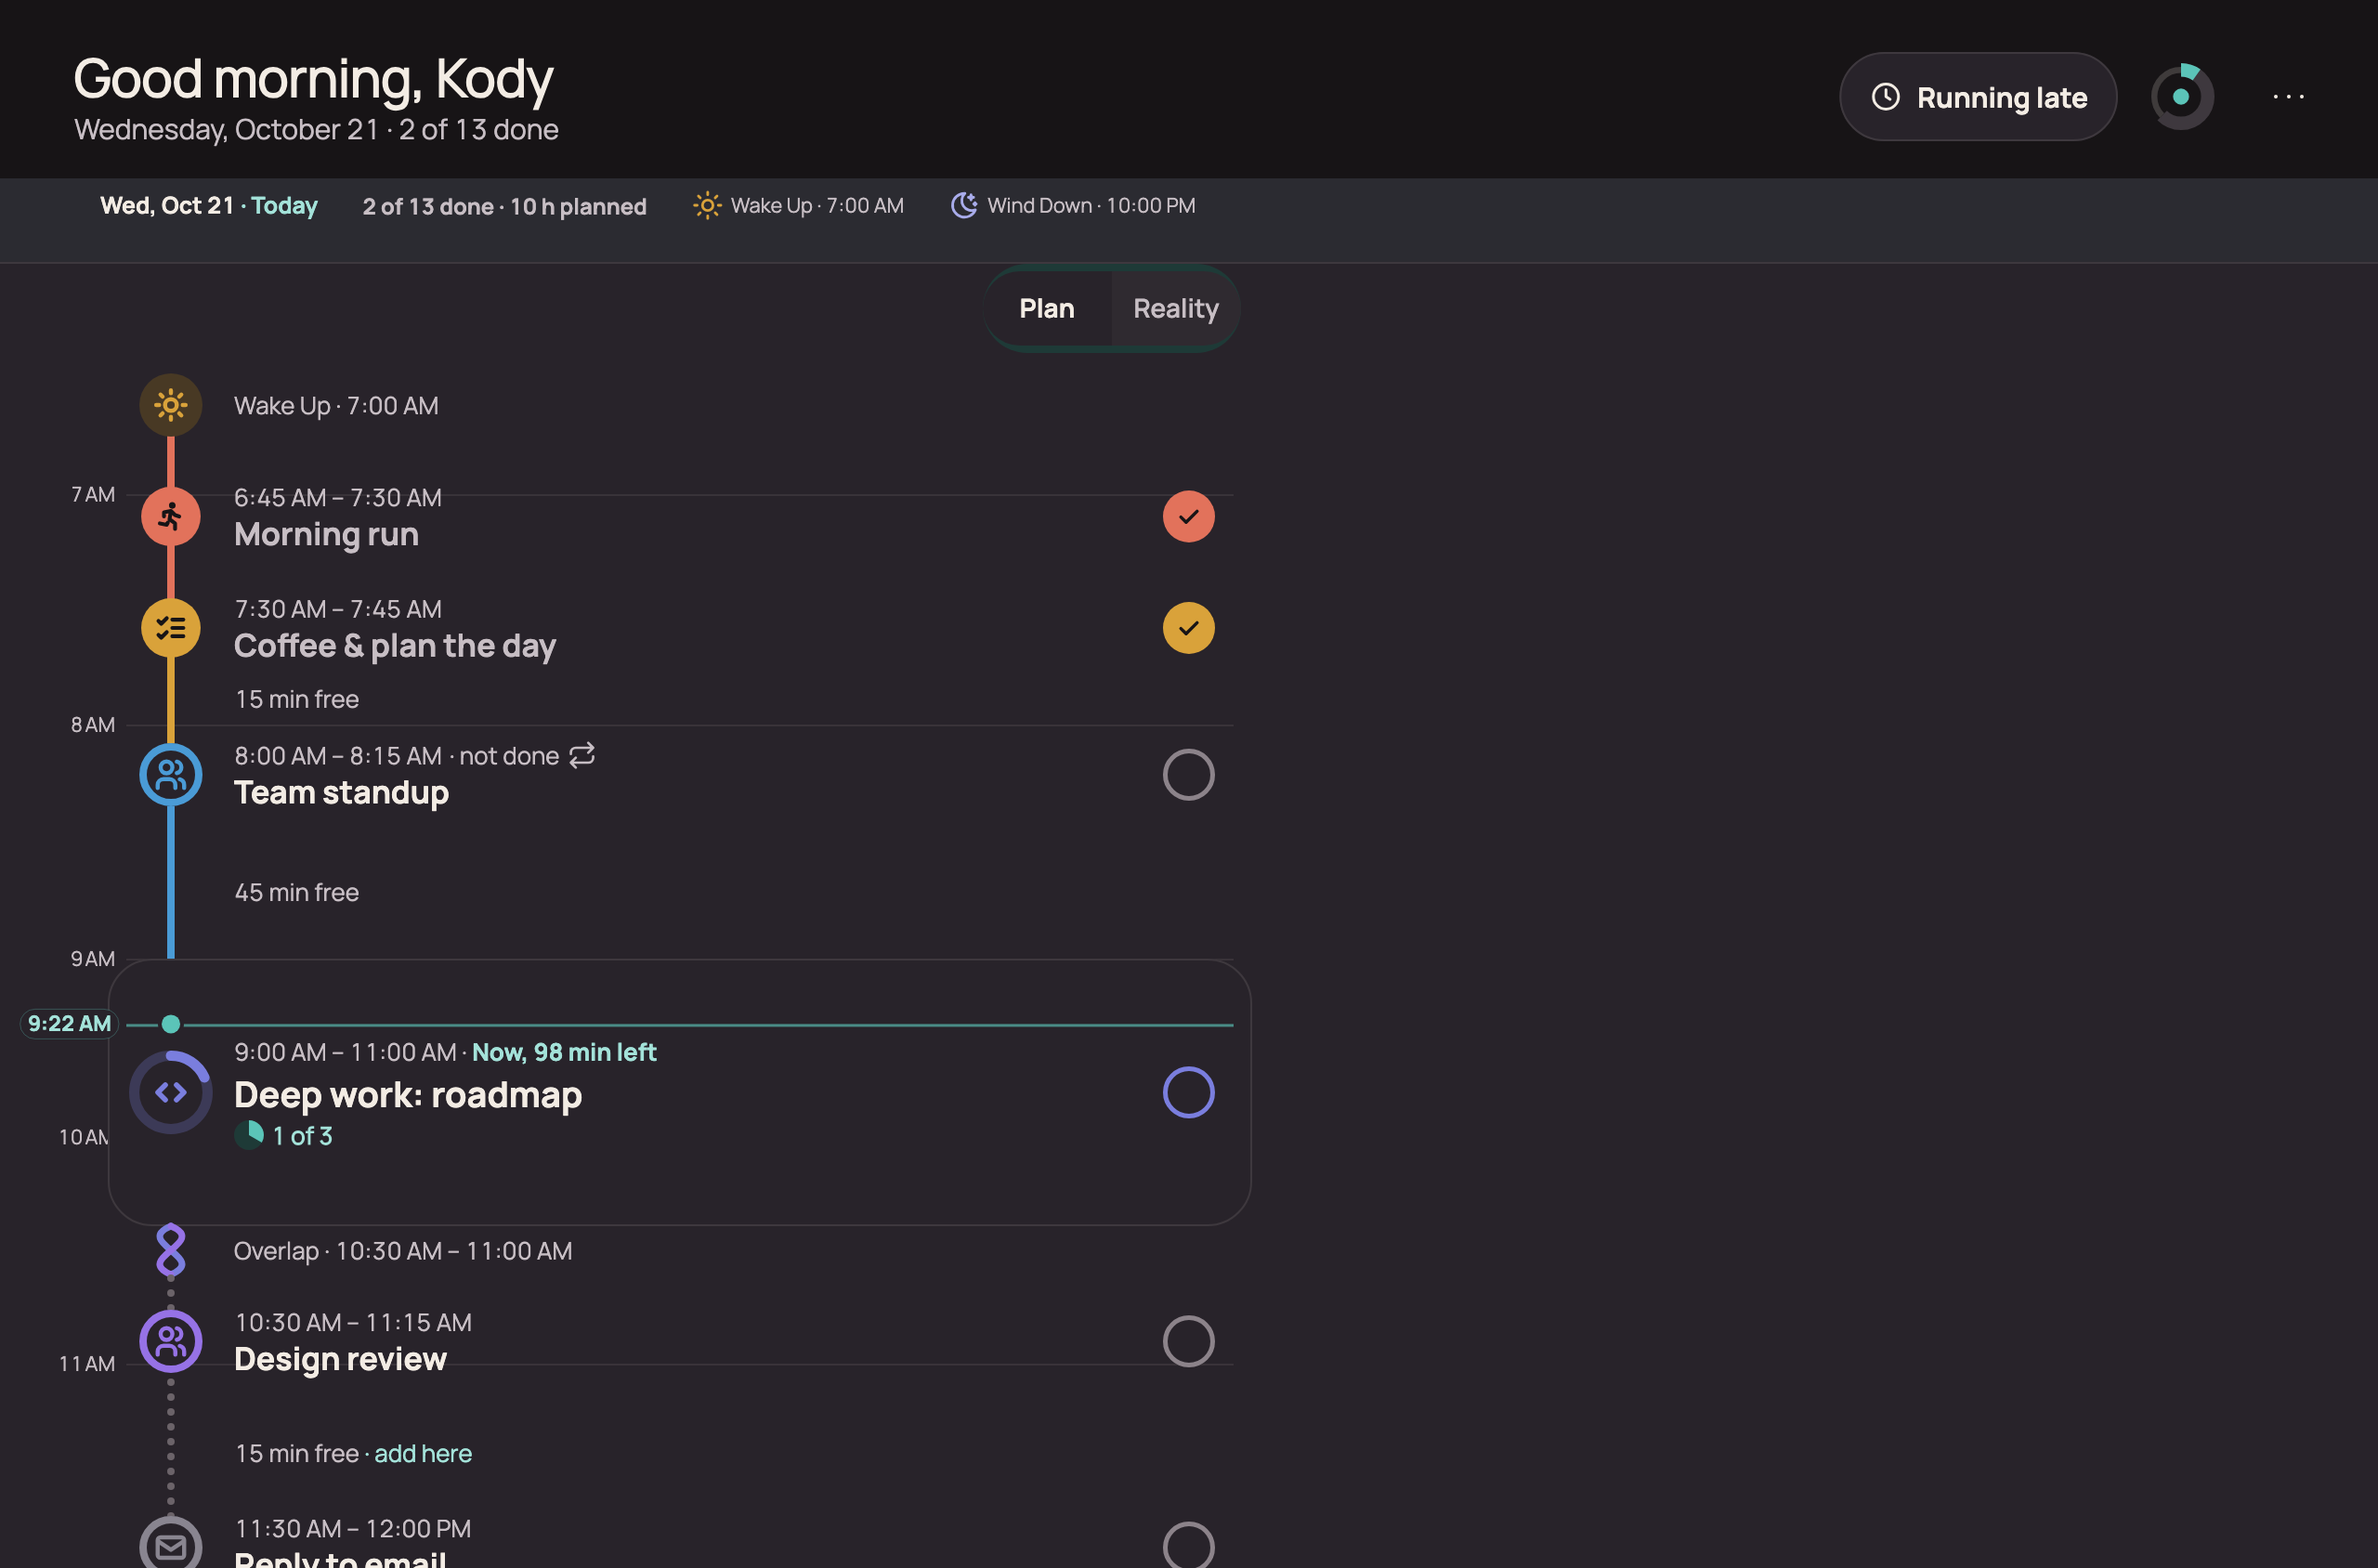 Good morning, Kody
Wednesday, October 21 · 2 of 13 done
Running late
Wed, Oct 21 · Today
2 of 13 done · 10 h planned
Wake Up · 7:00 AM
Wind Down · 10:00 PM
Plan
Reality
Wake Up · 7:00 AM
7 AM
6:45 AM – 7:30 AM
Morning run
7:30 AM – 7:45 AM
Coffee & plan the day
15 min free
8 AM
8:00 AM – 8:15 AM · not done
Team standup
45 min free
9 AM
9:22 AM
9:00 AM – 11:00 AM · Now, 98 min left
Deep work: roadmap
1 of 3
10 AM
Overlap · 10:30 AM – 11:00 AM
10:30 AM – 11:15 AM
Design review
11 AM
15 min free · add here
11:30 AM – 12:00 PM
Reply to email